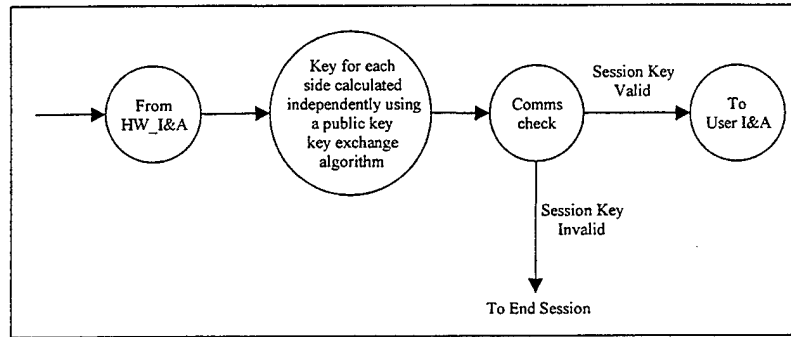 From
HW_I&A
Key for each
side calculated
independently using
a public key
key exchange
algorithm
Comms
check
Session Key
Valid
To
User I&A
Session Key
Invalid
To End Session